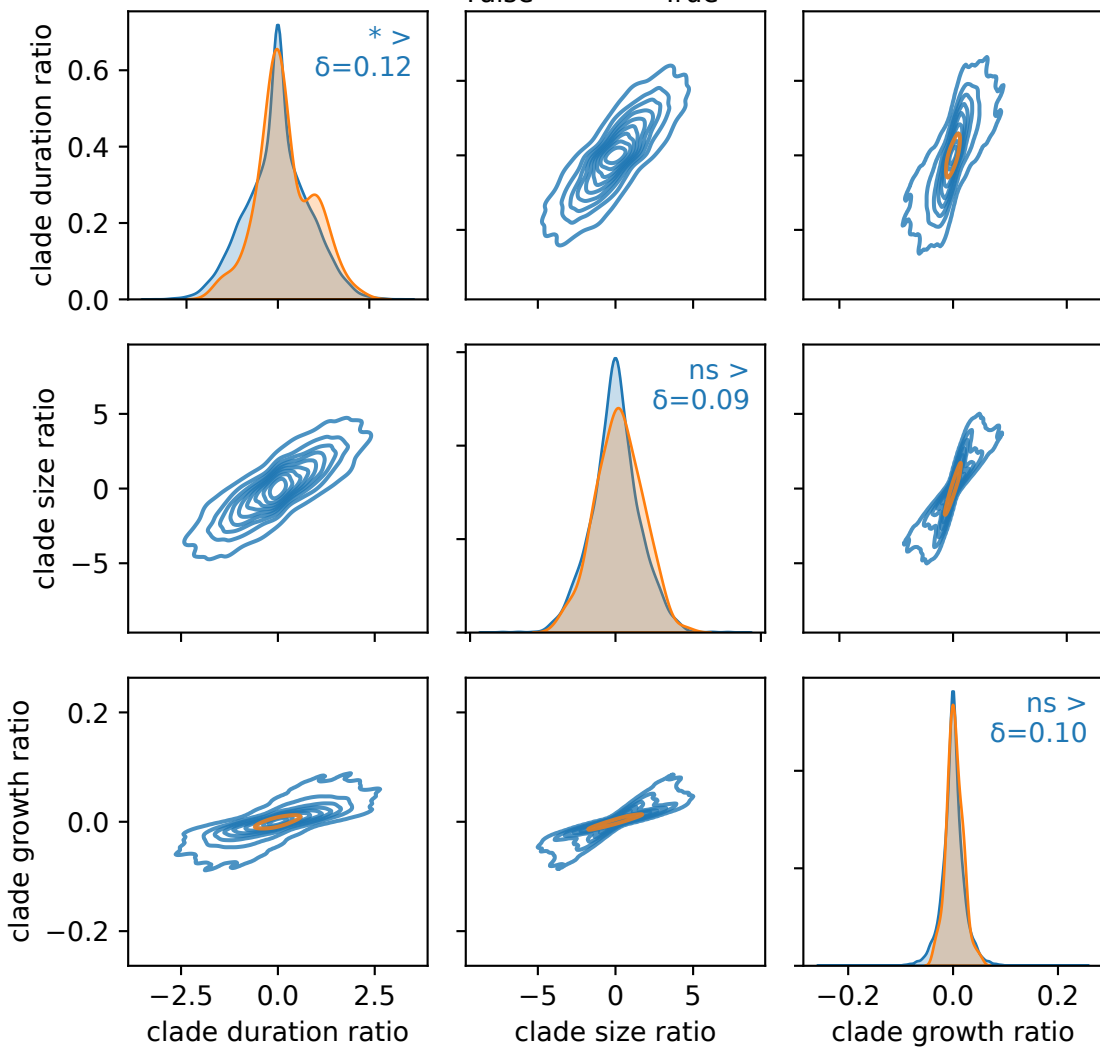 clade duration ratio
0.6
0.4
0.2
0.0
* >
δ=0.12
clade size ratio
5
0
−5
ns >
δ=0.09
clade growth ratio
0.2
0.0
−0.2
ns >
δ=0.10
−2.5 0.0 2.5
−5 0 5
−0.2 0.0 0.2
clade duration ratio
clade size ratio
clade growth ratio